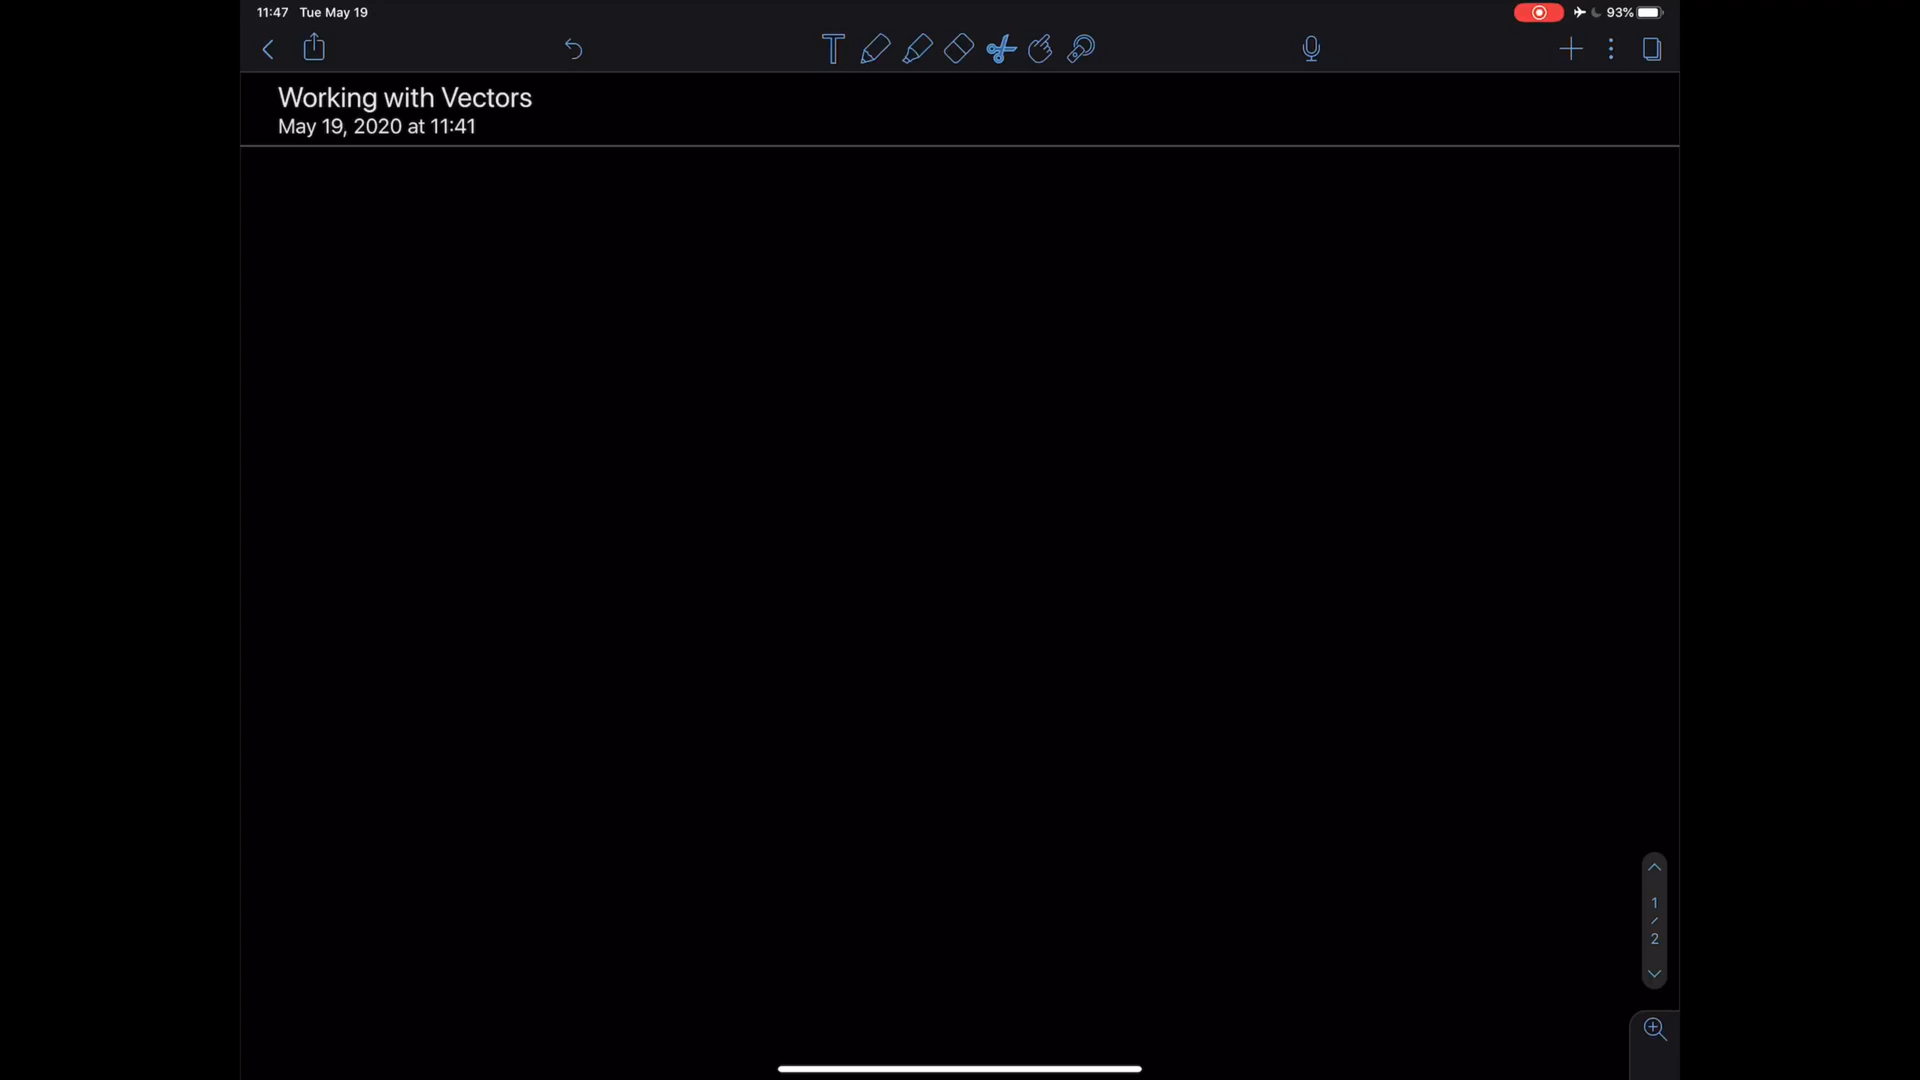 11:47 Tue May 19 93%
T
Working with Vectors
May 19, 2020 at 11:41
1
/
2